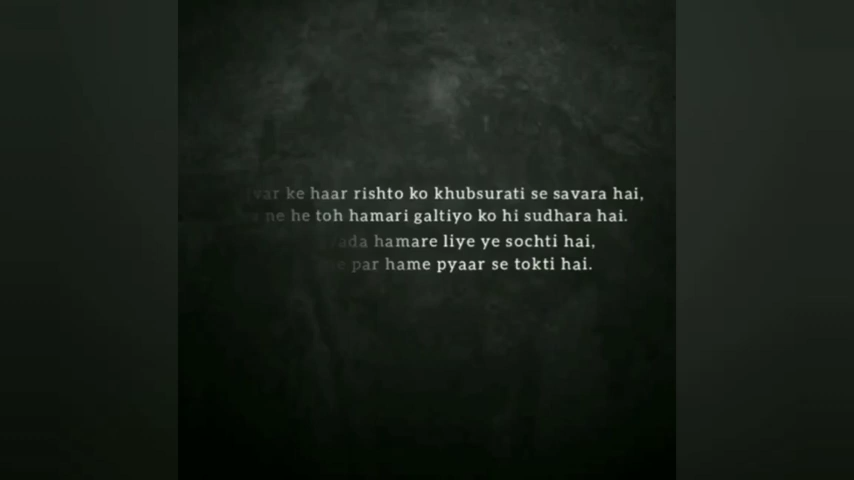 ke haar rishto ko khubsurati se savara hai,
ne he toh hamari galtiyo ko hi sudhara hai.
hamare liye ye sochti hai,
par hame pyaar se tokti hai.